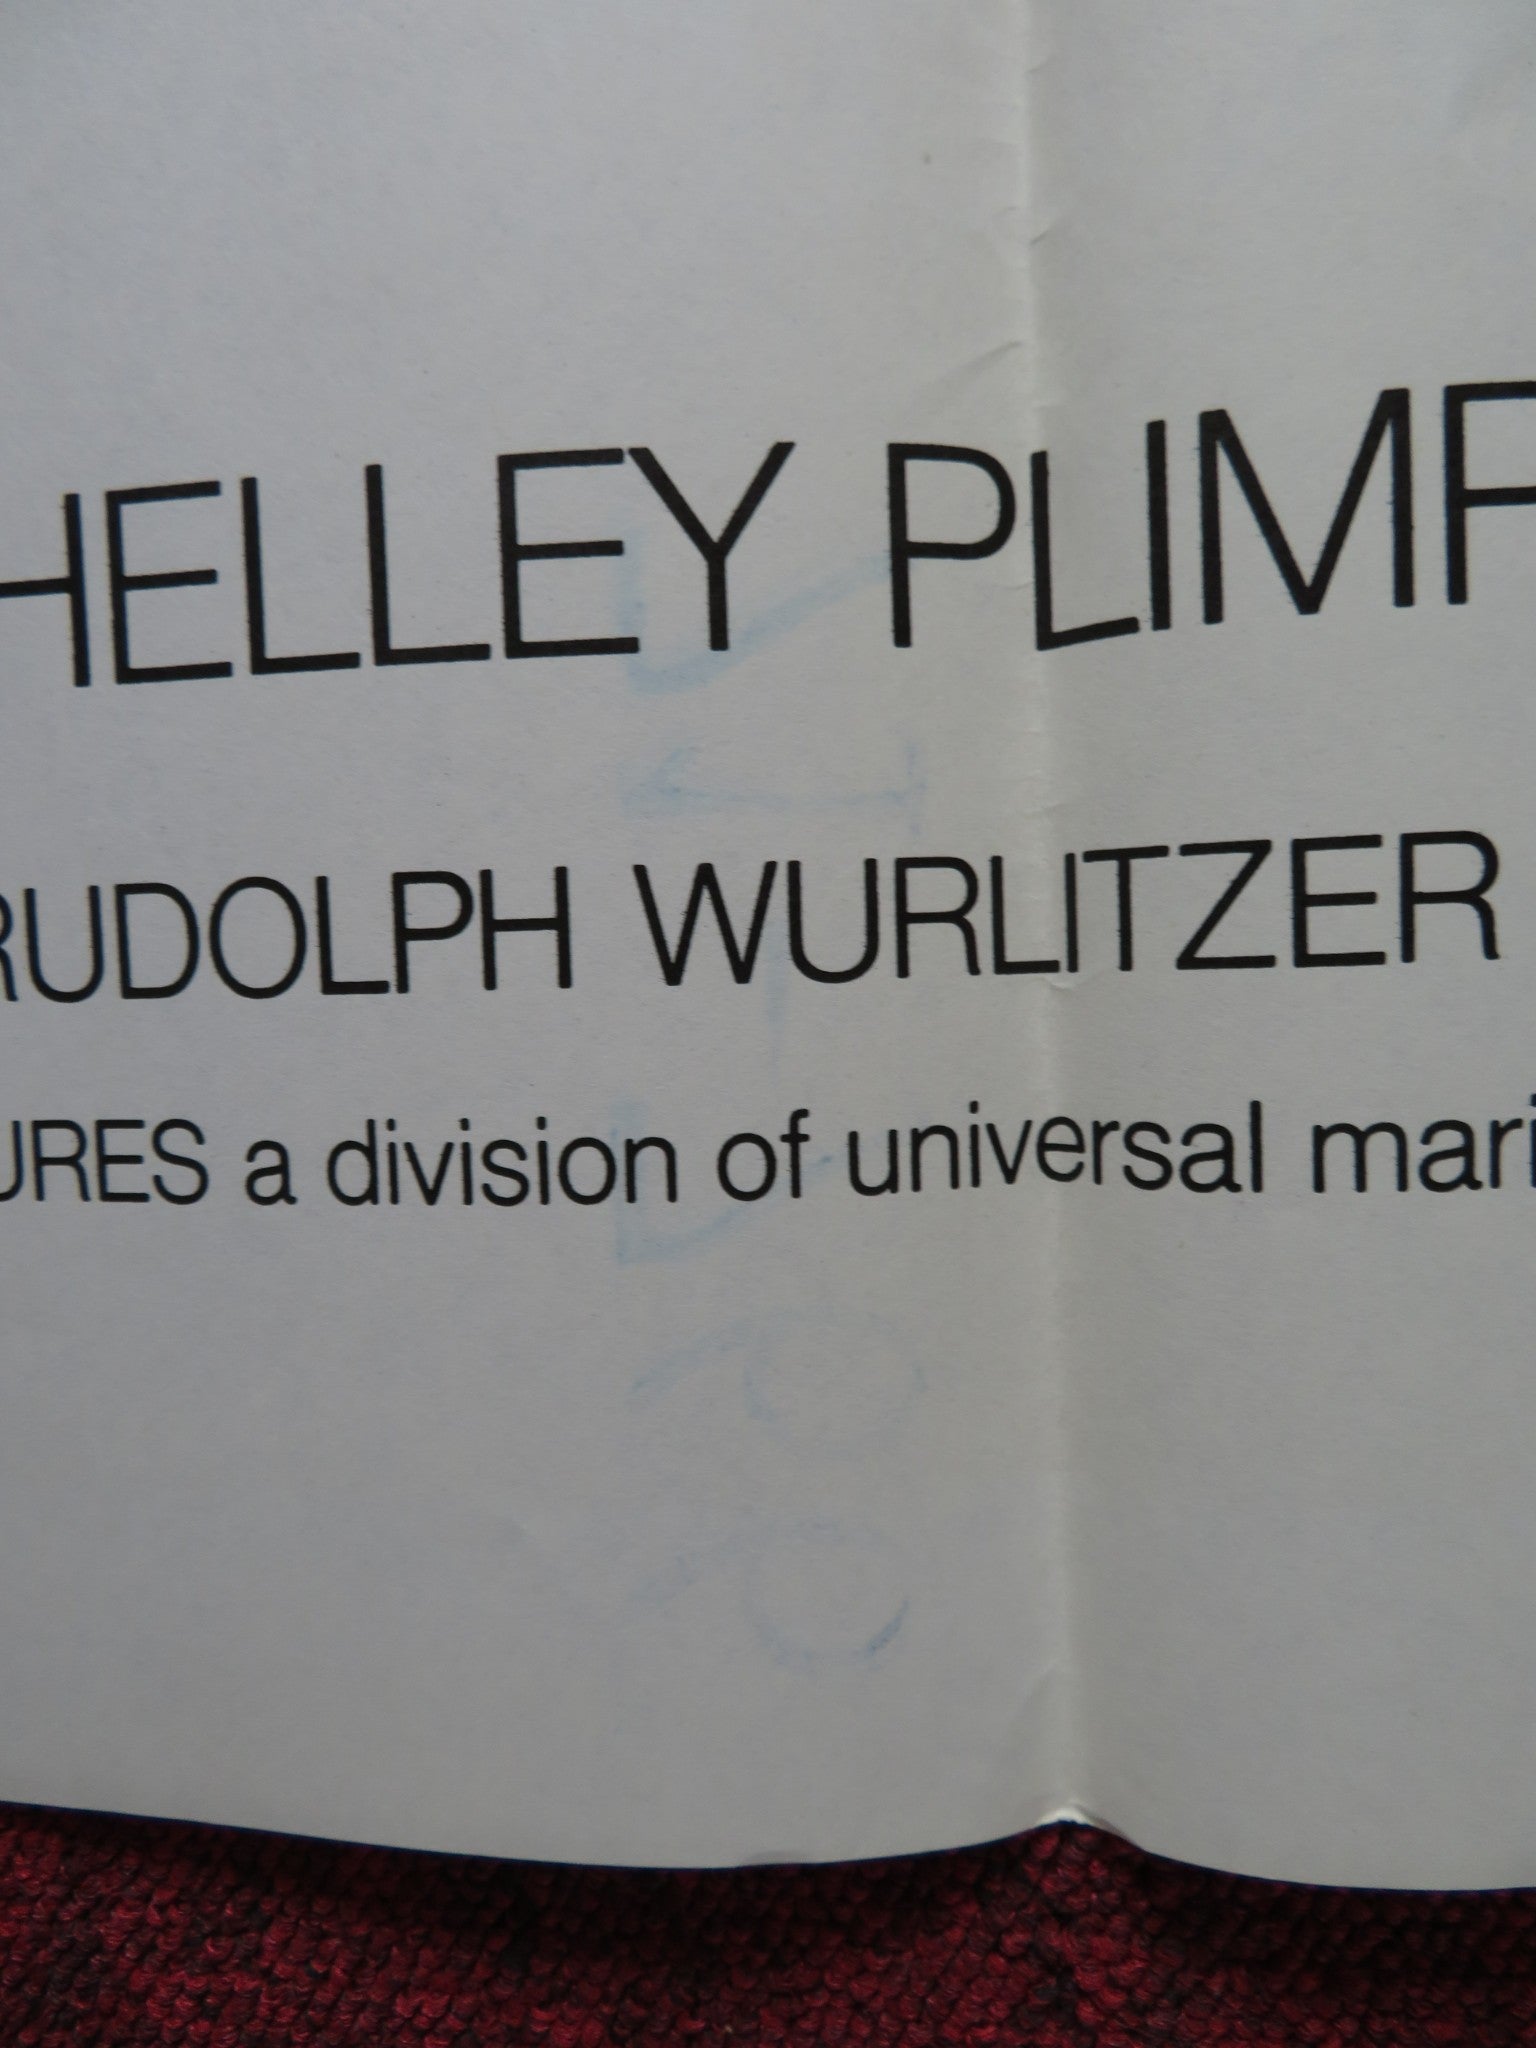 HELLEY PLIMP
RUDOLPH WURLITZER
URES a division of universal mari